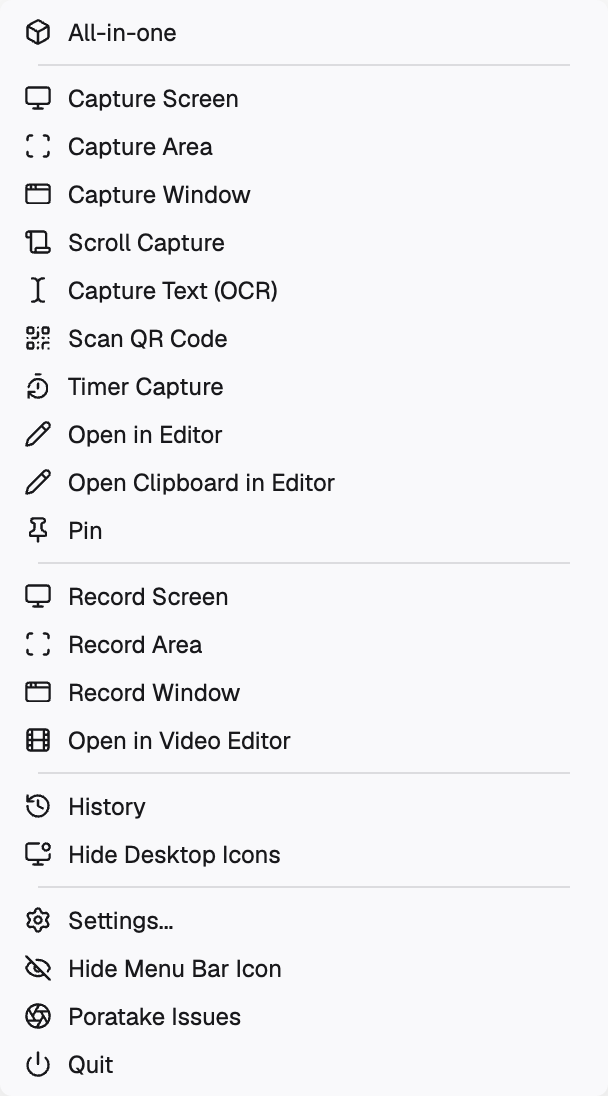 All-in-one
Capture Screen
Capture Area
Capture Window
Scroll Capture
Capture Text (OCR)
Scan QR Code
Timer Capture
Open in Editor
Open Clipboard in Editor
Pin
Record Screen
Record Area
Record Window
Open in Video Editor
History
Hide Desktop Icons
Settings...
Hide Menu Bar Icon
Poratake Issues
Quit